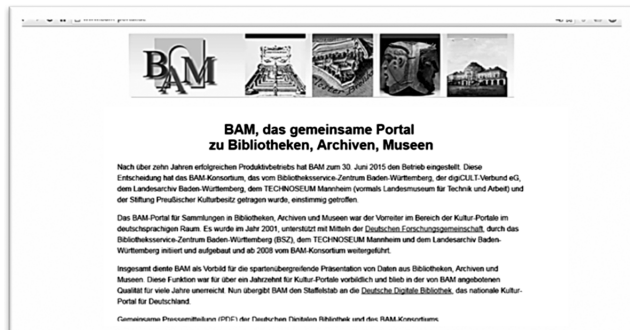 BAM
BAM, das gemeinsame Portal
zu Bibliotheken, Archiven, Museen
Nach über zehn Jahren erfolgreichen Produktivbetriebs hat BAM zum 30. Juni 2015 den Betrieb eingestellt. Diese
Entscheidung hat das BAM-Konsortium, das vom Bibliotheksservice-Zentrum Baden-Württemberg, der digiCULT-Verbund eG,
dem Landesarchiv Baden-Württemberg, dem TECHNOSEUM Mannheim (vormals Landesmuseum für Technik und Arbeit) und
der Stiftung Preußischer Kulturbesitz getragen wurde, einstimmig getroffen.
Das BAM-Portal für Sammlungen in Bibliotheken, Archiven und Museen war der Vorreiter im Bereich der Kultur-Portale im
deutschsprachigen Raum. Es wurde im Jahr 2001, unterstützt mit Mitteln der Deutschen Forschungsgemeinschaft, durch das
Bibliotheksservice-Zentrum Baden-Württemberg (BSZ), dem TECHNOSEUM Mannheim und dem Landesarchiv Baden-
Württemberg initiiert und aufgebaut und ab 2008 vom BAM-Konsortium weitergeführt.
Insgesamt diente BAM als Vorbild für die spartenübergreifende Präsentation von Daten aus Bibliotheken, Archiven und
Museen. Diese Funktion war für über ein Jahrzehnt für Kultur-Portale vorbildlich und blieb in der von BAM angebotenen
Qualität für viele Jahre unerreicht. Nun übergibt BAM den Staffelstab an die Deutsche Digitale Bibliothek, das nationale Kultur-
Portal für Deutschland.
Gemeinsame Pressemitteilung (PDF) der Deutschen Digitalen Bibliothek und des BAM-Konsortiums